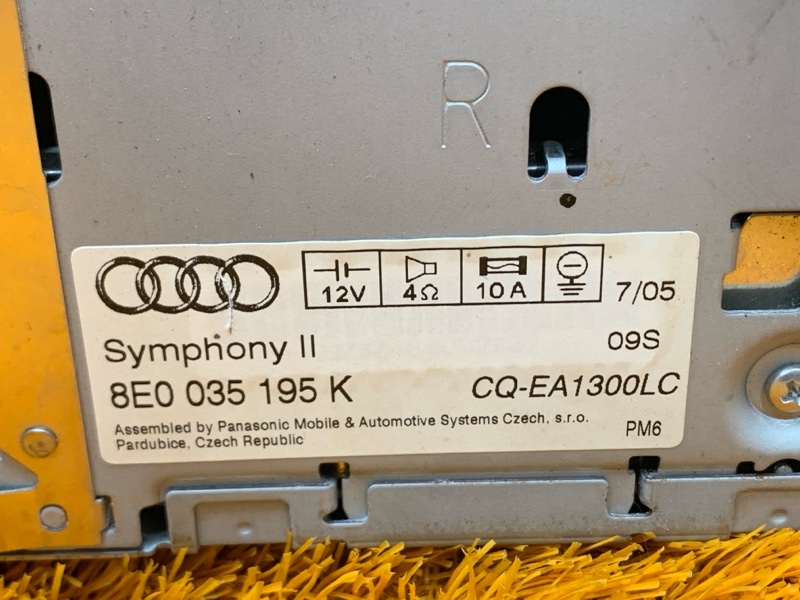 R
12V 4Ω 10 A 7/05
Symphony II 09S
8E0 035 195 K CQ-EA1300LC
Assembled by Panasonic Mobile & Automotive Systems Czech, s.r.o.
Pardubice, Czech Republic PM6